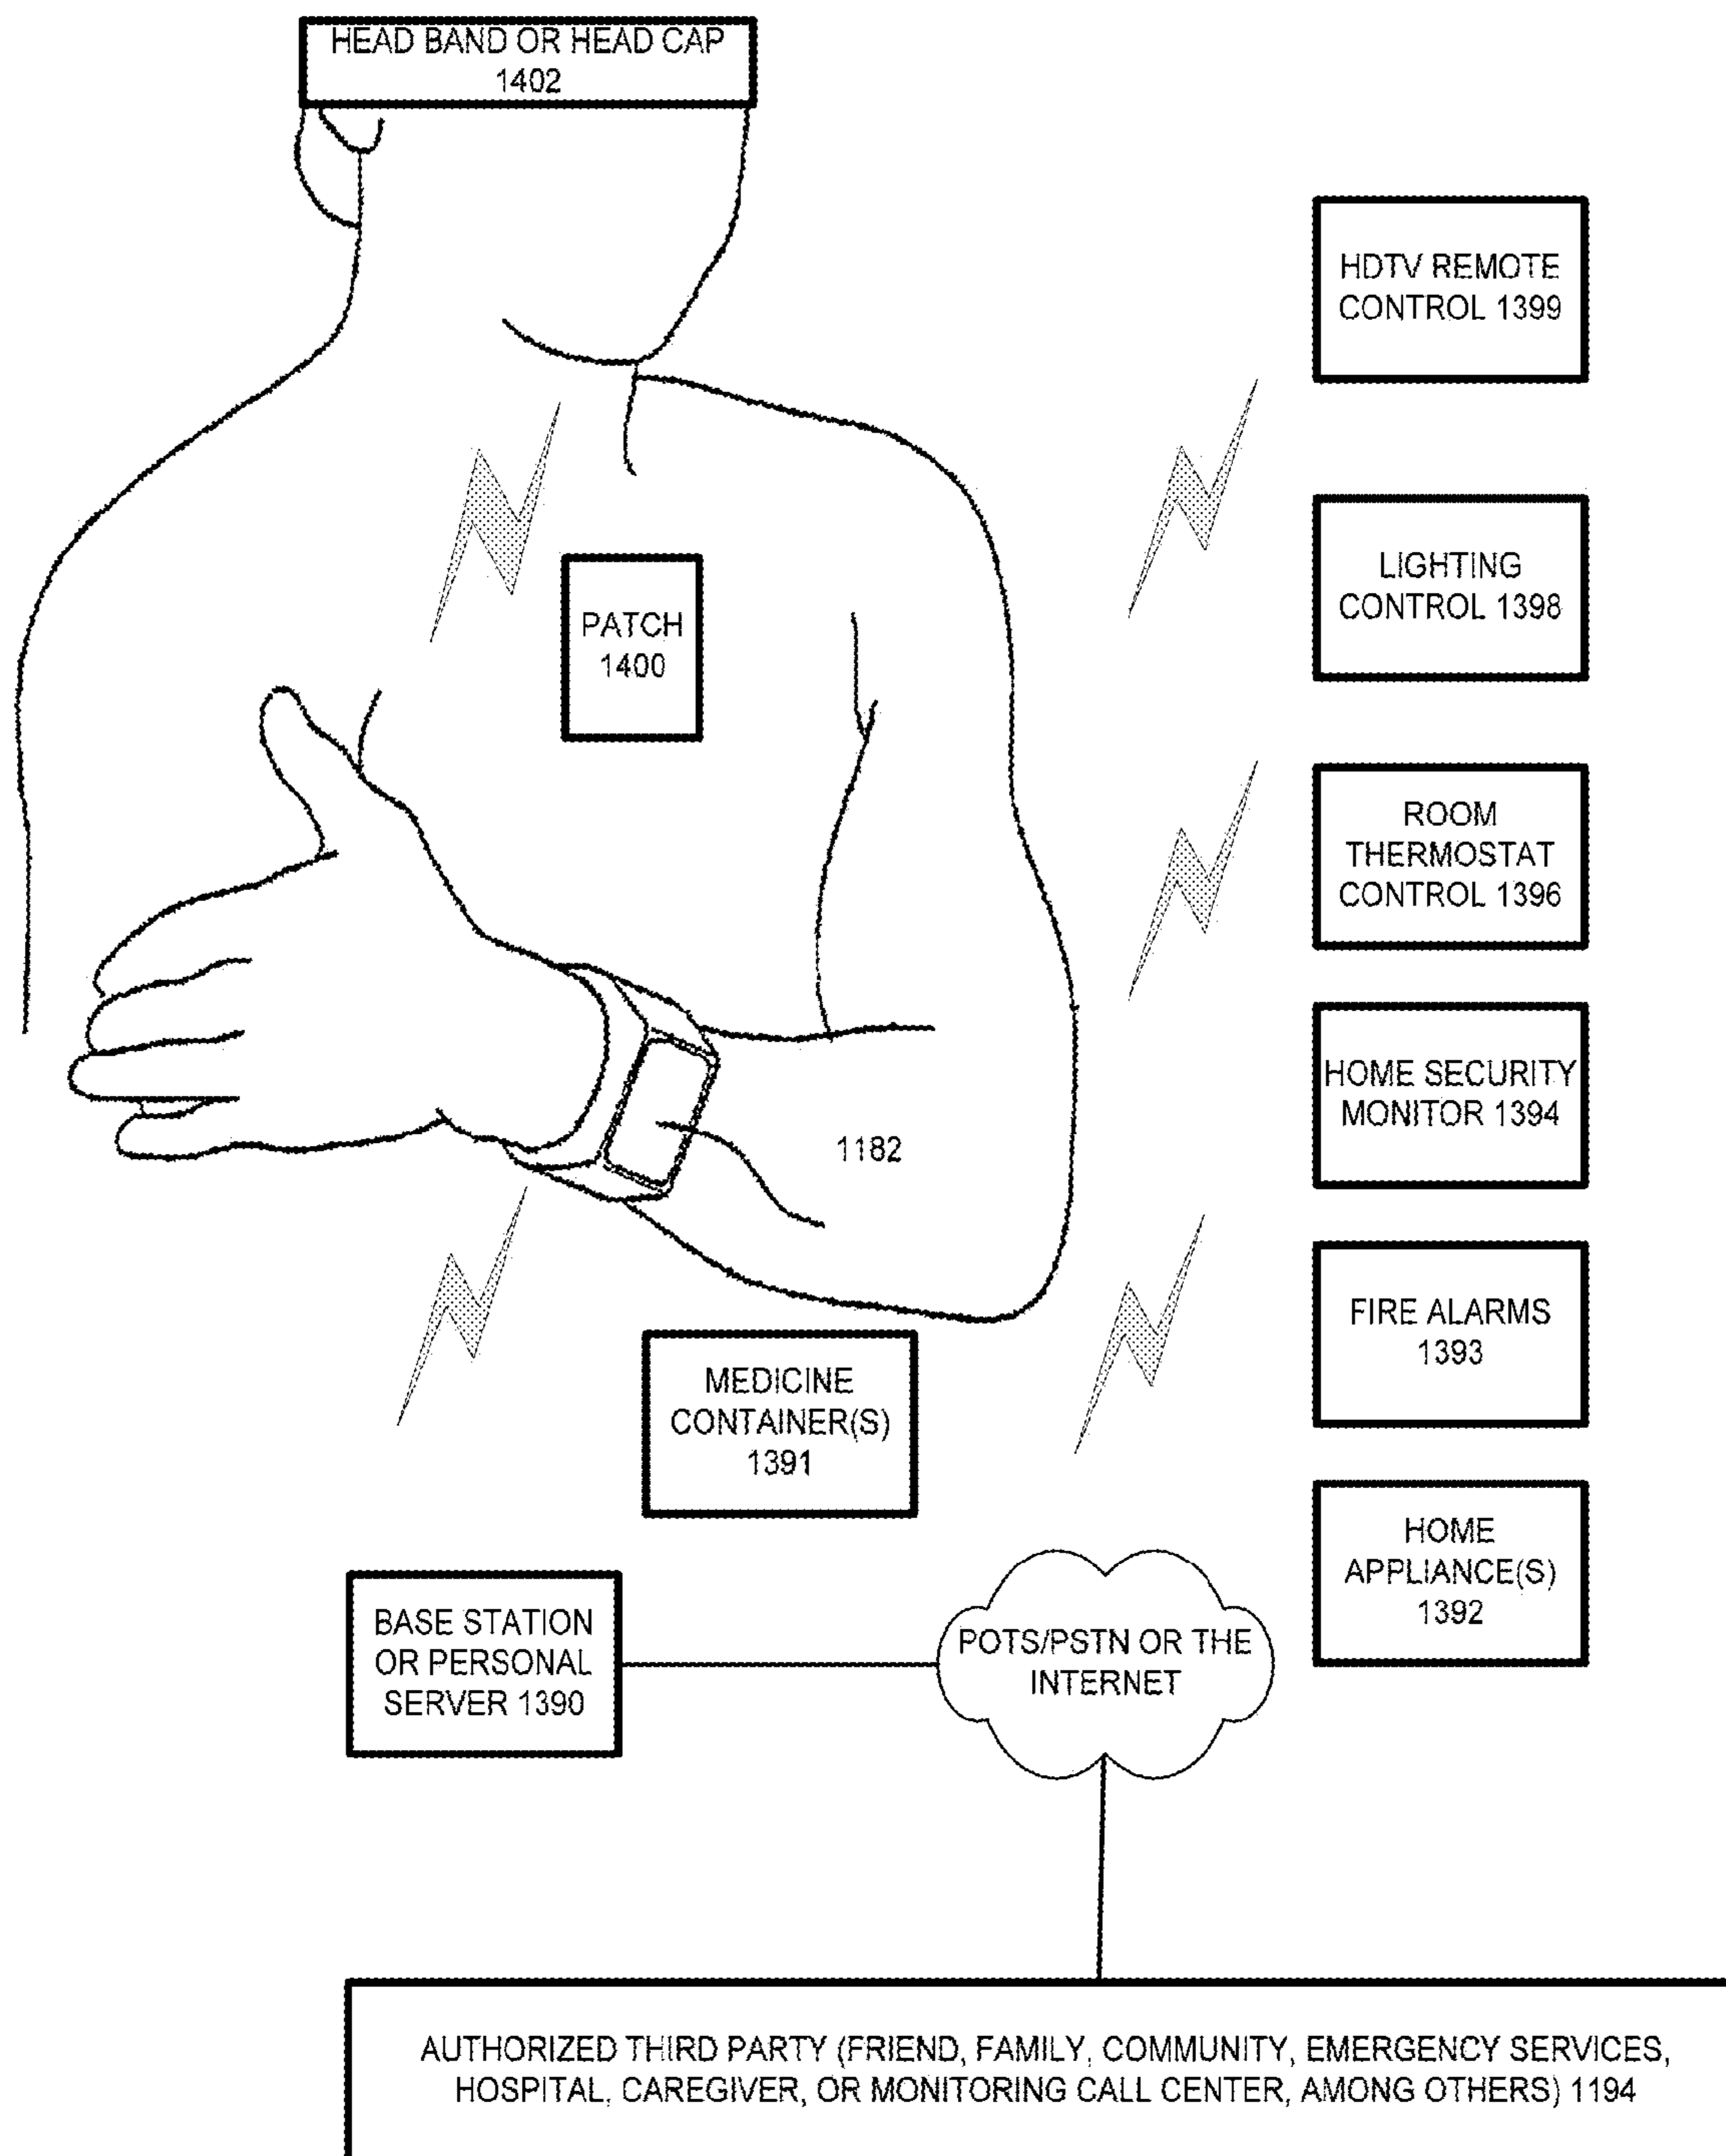 HEAD BAND OR HEAD CAP
1402
HDTV REMOTE
CONTROL 1399
LIGHTING
CONTROL 1398
PATCH
1400
ROOM
THERMOSTAT
CONTROL 1396
HOME SECURITY
MONITOR 1394
1182
FIRE ALARMS
1393
MEDICINE
CONTAINER(S)
1391
HOME
APPLIANCE(S)
1392
BASE STATION
OR PERSONAL
SERVER 1390
POTS/PSTN OR THE
INTERNET
AUTHORIZED THIRD PARTY (FRIEND, FAMILY, COMMUNITY, EMERGENCY SERVICES,
HOSPITAL, CAREGIVER, OR MONITORING CALL CENTER, AMONG OTHERS) 1194